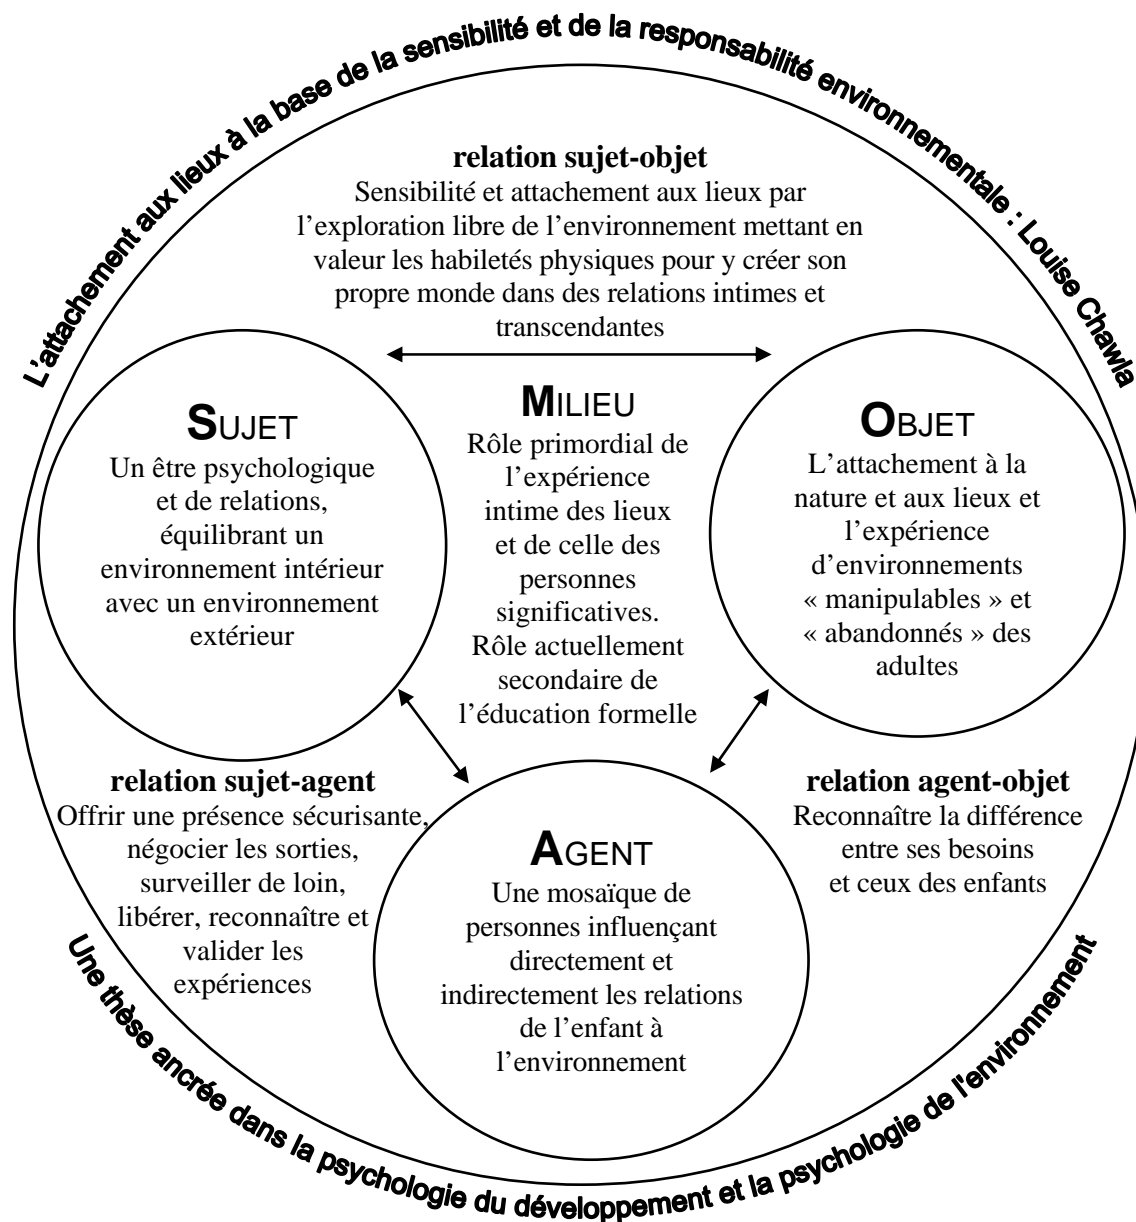 L'attachement aux lieux à la base de la sensibilité et de la responsabilité environnementale : Louise Chawla
relation sujet-objet
Sensibilité et attachement aux lieux par
l’exploration libre de l’environnement mettant en
valeur les habiletés physiques pour y créer son
propre monde dans des relations intimes et
transcendantes
SUJET
Un être psychologique
et de relations,
équilibrant un
environnement intérieur
avec un environnement
extérieur
MILIEU
Rôle primordial de
l’expérience
intime des lieux
et de celle des
personnes
significatives.
Rôle actuellement
secondaire de
l’éducation formelle
OBJET
L’attachement à la
nature et aux lieux et
l’expérience
d’environnements
« manipulables » et
« abandonnés » des
adultes
relation sujet-agent
Offrir une présence sécurisante,
négocier les sorties,
surveiller de loin,
libérer, reconnaître et
valider les
expériences
AGENT
Une mosaïque de
personnes influençant
directement et
indirectement les relations
de l’enfant à
l’environnement
relation agent-objet
Reconnaître la différence
entre ses besoins
et ceux des enfants
Une thèse ancrée dans la psychologie du développement et la psychologie de l'environnement